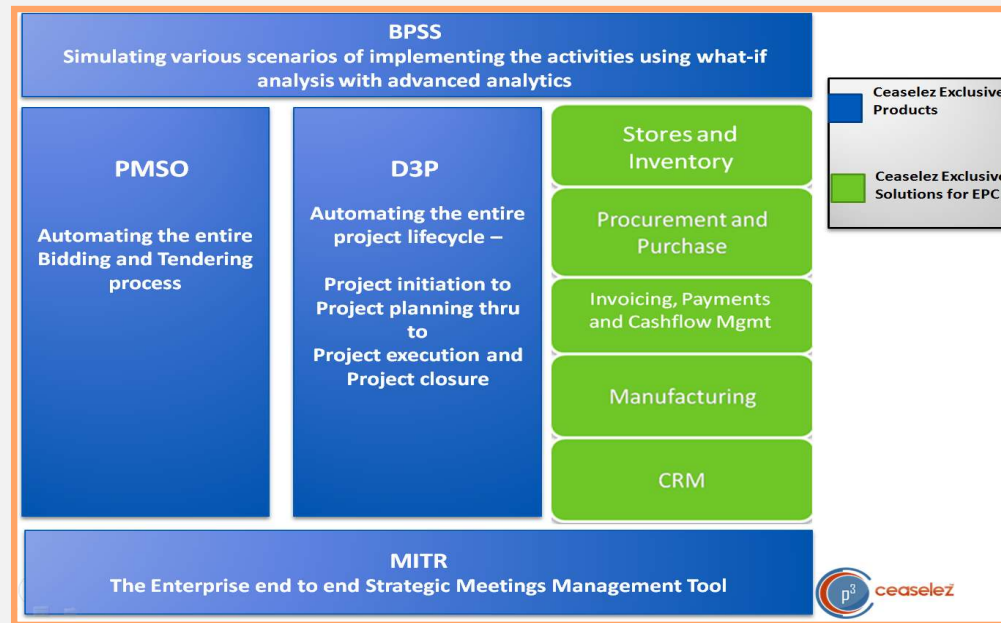 BPSS
Simulating various scenarios of implementing the activities using what-if
analysis with advanced analytics
PMSO
Automating the entire
Bidding and Tendering
process
D3P
Automating the entire
project lifecycle –
Project initiation to
Project planning thru
to
Project execution and
Project closure
Stores and
Inventory
Procurement and
Purchase
Invoicing, Payments
and Cashflow Mgmt
Manufacturing
CRM
MITR
The Enterprise end to end Strategic Meetings Management Tool
Ceaselez Exclusive
Products
Ceaselez Exclusive
Solutions for EPC
p³ ceaselez